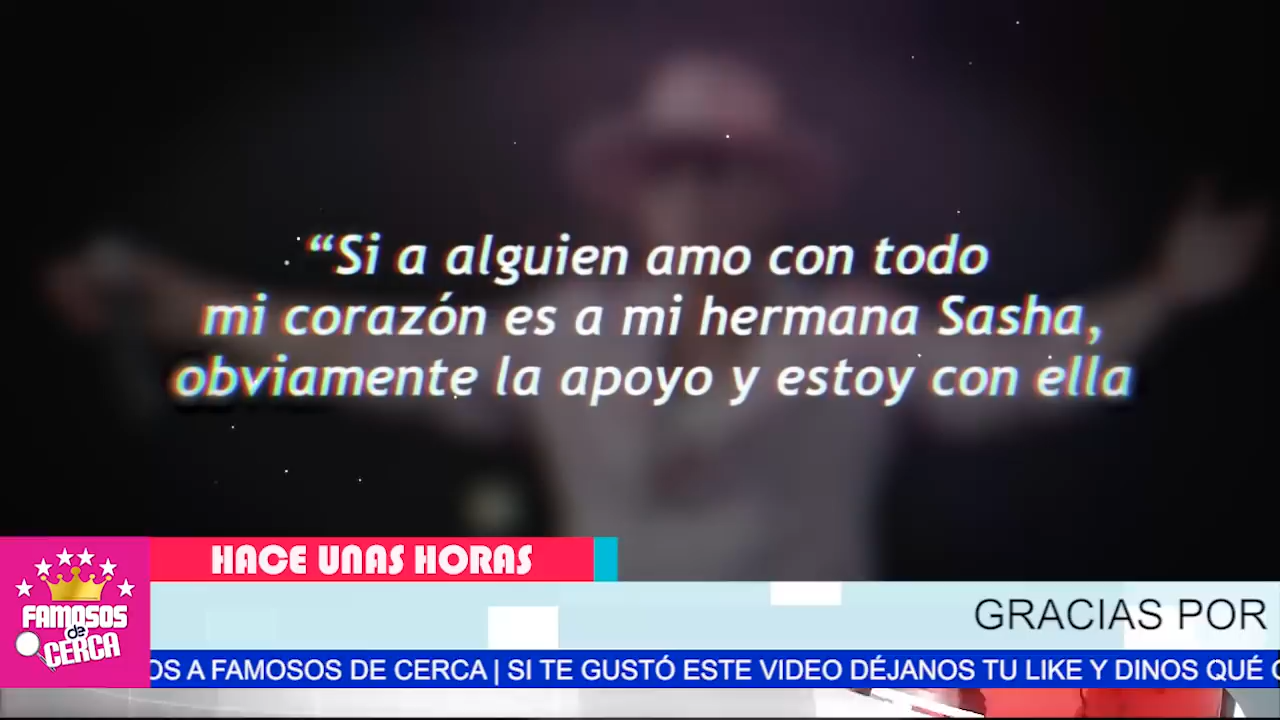 “Si a alguien amo con todo
mi corazón es a mi hermana Sasha,
obviamente la apoyo y estoy con ella
HACE UNAS HORAS
FAMOSOS
de
CERCA
GRACIAS POR
OS A FAMOSOS DE CERCA | SI TE GUSTÓ ESTE VIDEO DÉJANOS TU LIKE Y DINOS QUÉ